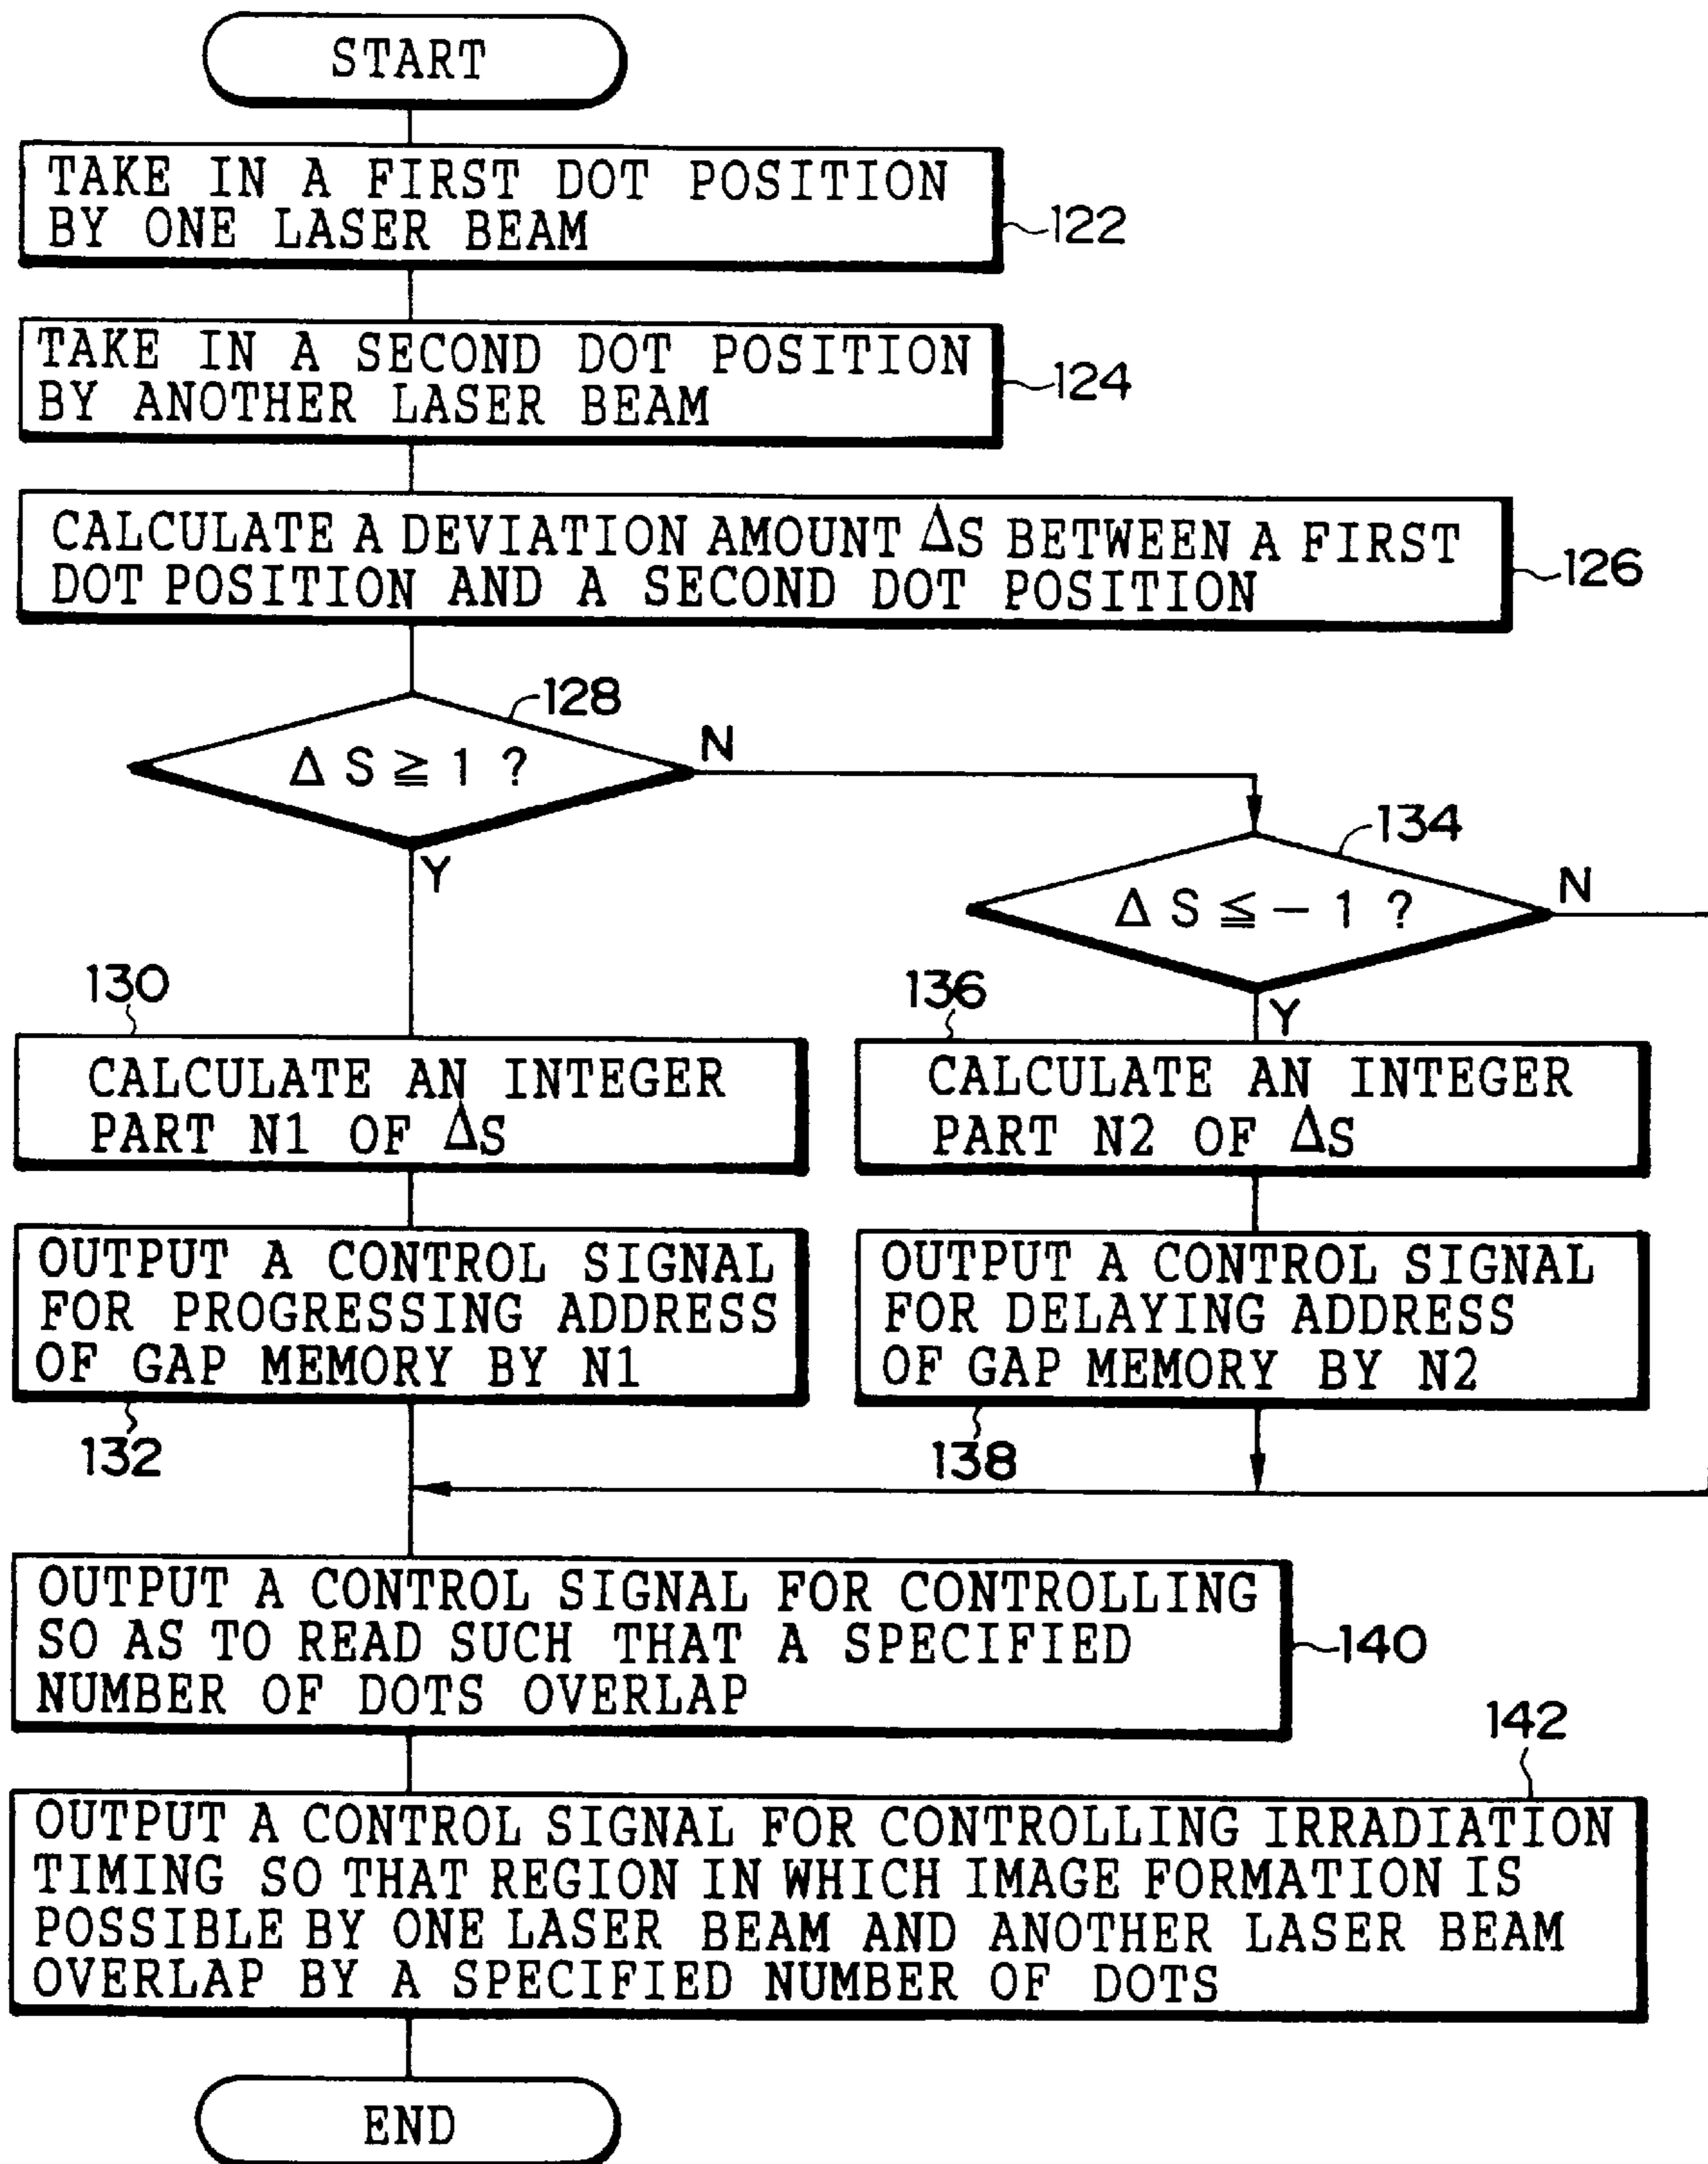 START
TAKE IN A FIRST DOT POSITION
BY ONE LASER BEAM
122
TAKE IN A SECOND DOT POSITION
BY ANOTHER LASER BEAM
124
CALCULATE A DEVIATION AMOUNT ΔS BETWEEN A FIRST
DOT POSITION AND A SECOND DOT POSITION
126
128
Δ S ≧ 1 ?
N
Y
134
Δ S ≦ - 1 ?
N
Y
130
CALCULATE AN INTEGER
PART N1 OF ΔS
136
CALCULATE AN INTEGER
PART N2 OF ΔS
OUTPUT A CONTROL SIGNAL
FOR PROGRESSING ADDRESS
OF GAP MEMORY BY N1
132
OUTPUT A CONTROL SIGNAL
FOR DELAYING ADDRESS
OF GAP MEMORY BY N2
138
OUTPUT A CONTROL SIGNAL FOR CONTROLLING
SO AS TO READ SUCH THAT A SPECIFIED
NUMBER OF DOTS OVERLAP
140
142
OUTPUT A CONTROL SIGNAL FOR CONTROLLING IRRADIATION
TIMING SO THAT REGION IN WHICH IMAGE FORMATION IS
POSSIBLE BY ONE LASER BEAM AND ANOTHER LASER BEAM
OVERLAP BY A SPECIFIED NUMBER OF DOTS
END